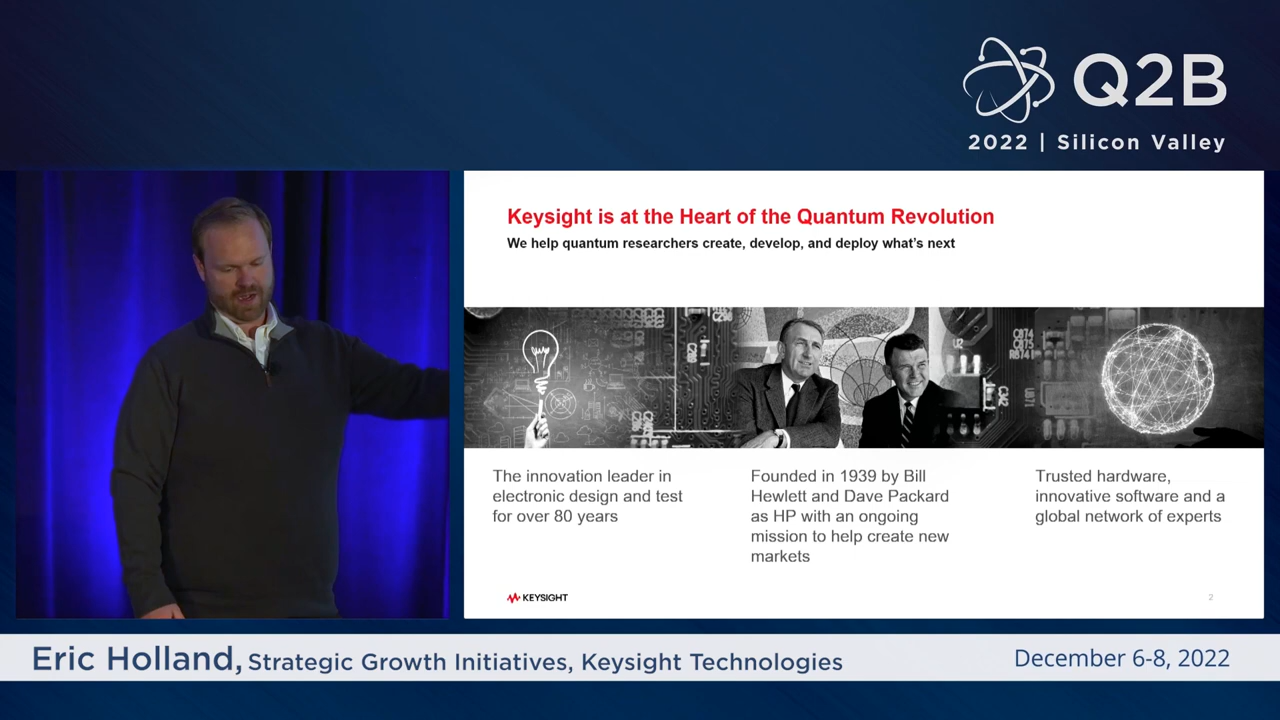 Q2B
2022 | Silicon Valley
Keysight is at the Heart of the Quantum Revolution
We help quantum researchers create, develop, and deploy what's next
The innovation leader in
electronic design and test
for over 80 years
Founded in 1939 by Bill
Hewlett and Dave Packard
as HP with an ongoing
mission to help create new
markets
Trusted hardware,
innovative software and a
global network of experts
KEYSIGHT
2
Eric Holland, Strategic Growth Initiatives, Keysight Technologies
December 6-8, 2022